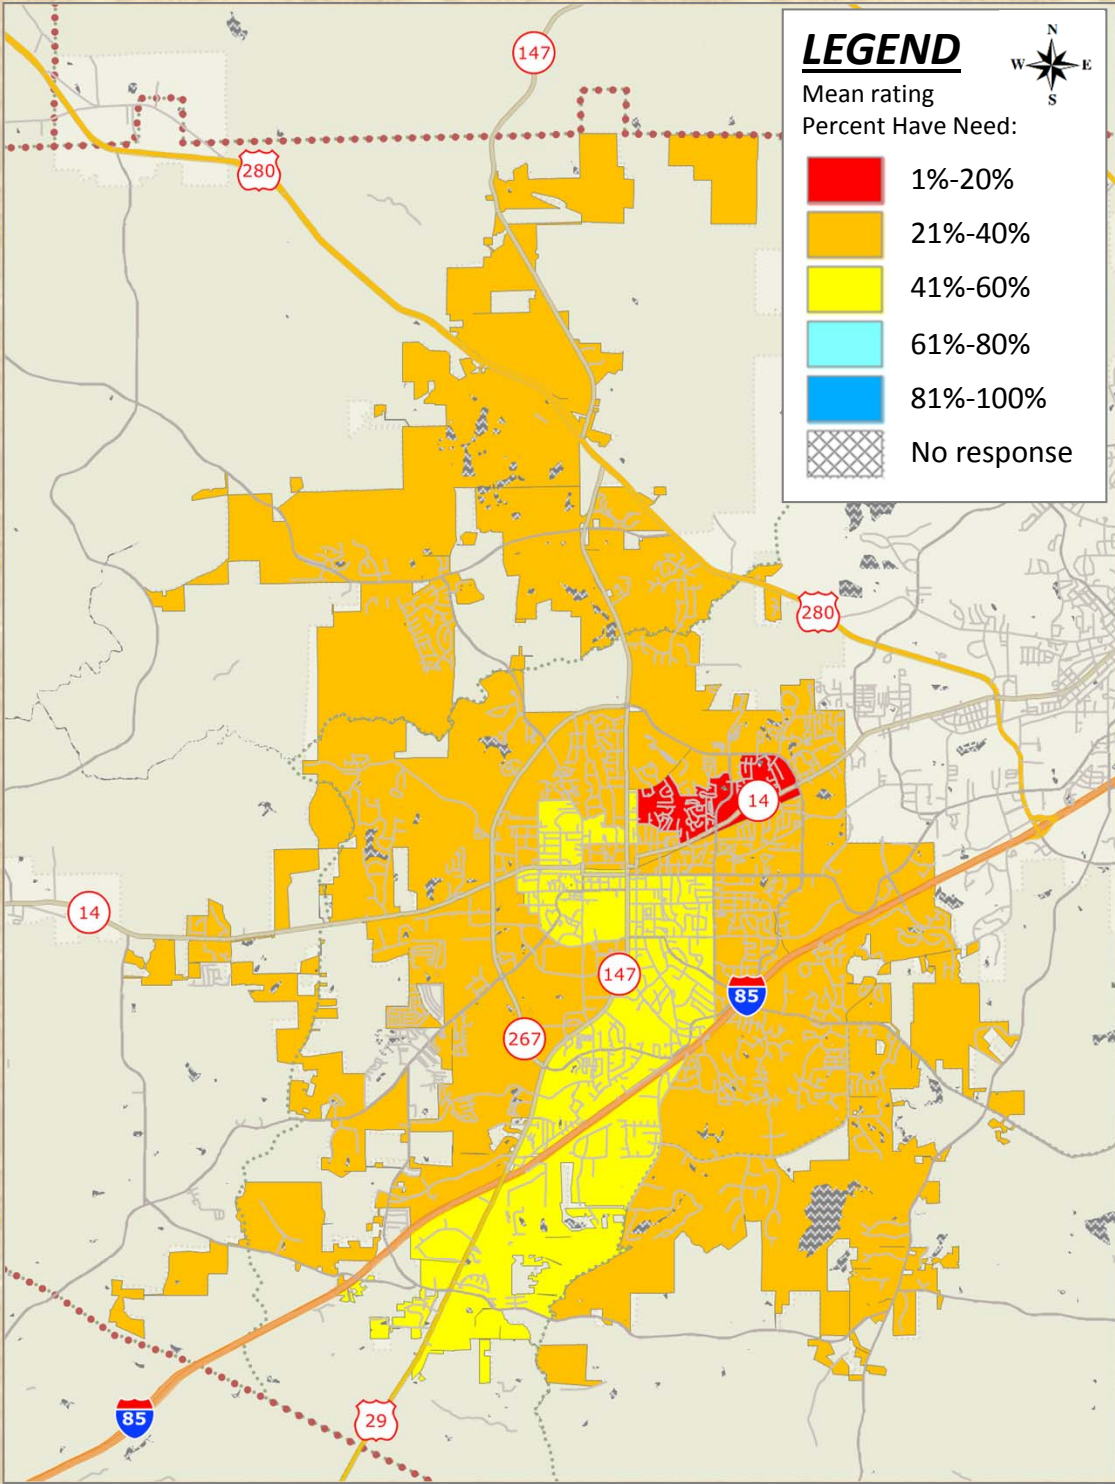 LEGEND
N
W E
S
Mean rating
Percent Have Need:
1%-20%
21%-40%
41%-60%
61%-80%
81%-100%
No response
147
280
280
14
14
147
85
267
85
29